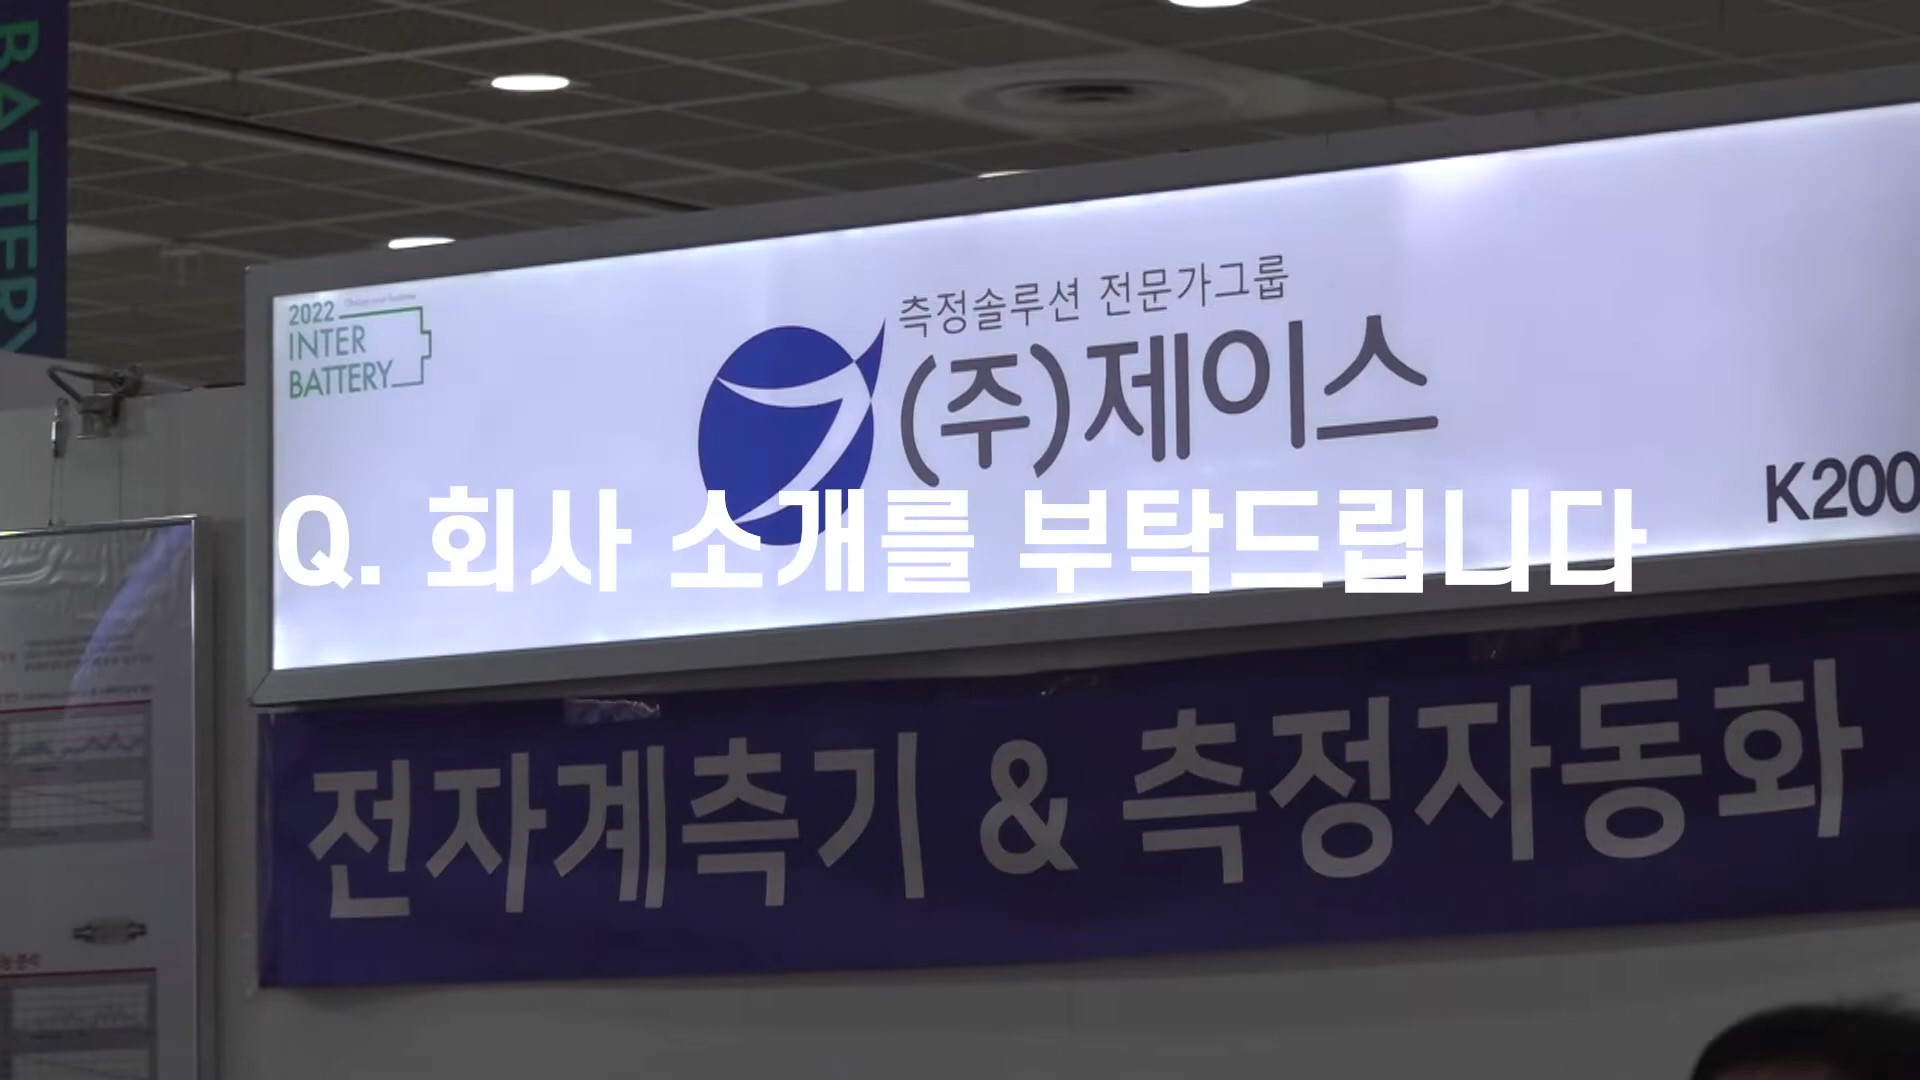 BATTERY
2022
INTER
BATTERY
측정솔루션 전문가그룹
(주)제이스
K200
Q. 회사 소개를 부탁드립니다
전자계측기 & 측정자동화